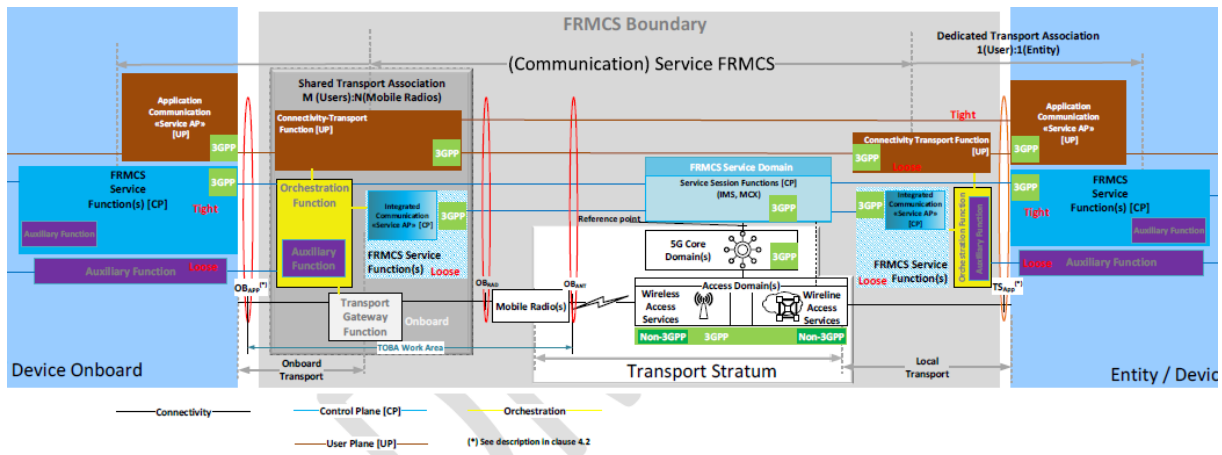 FRMCS Boundary
Dedicated Transport Association
1(User):1(Entity)
(Communication) Service FRMCS
Shared Transport Association
M (Users):N(Mobile Radios)
Application
Communication
«Service AP»
[UP]
3GPP
Connectivity-Transport
Function [UP]
3GPP
Tight
Connectivity Transport Function
[UP]
3GPP
Loose
Application
Communication
«Service AP»
[UP]
3GPP
FRMCS
Service
Function(s) [CP]
3GPP
Tight
Auxiliary Function
Auxiliary Function
Loose
Orchestration
Function
Auxiliary
Function
Integrated
Communication
«Service AP»
[CP]
3GPP
FRMCS Service
Function(s)
Loose
FRMCS Service Domain
Service Session Functions [CP]
(IMS, MCX)
3GPP
Reference point
5G Core
Domain(s)
3GPP
Integrated
Communication
«Service AP»
[CP]
3GPP
FRMCS Service
Function(s)
Loose
Orchestration Function
Auxiliary
Function
FRMCS
Service
Function(s) [CP]
3GPP
Tight
Auxiliary Function
Loose
Auxiliary Function
OBAPP(*)
OBRAD
OBANT
TSAPP(*)
Transport
Gateway
Function
Onboard
Mobile Radio(s)
Access Domain(s)
Wireless
Access
Services
Wireline
Access
Services
Non-3GPP
3GPP
Non-3GPP
TOBA Work Area
Device Onboard
Onboard
Transport
Transport Stratum
Local
Transport
Entity / Devic
Connectivity
Control Plane [CP]
Orchestration
User Plane [UP]
(*) See description in clause 4.2